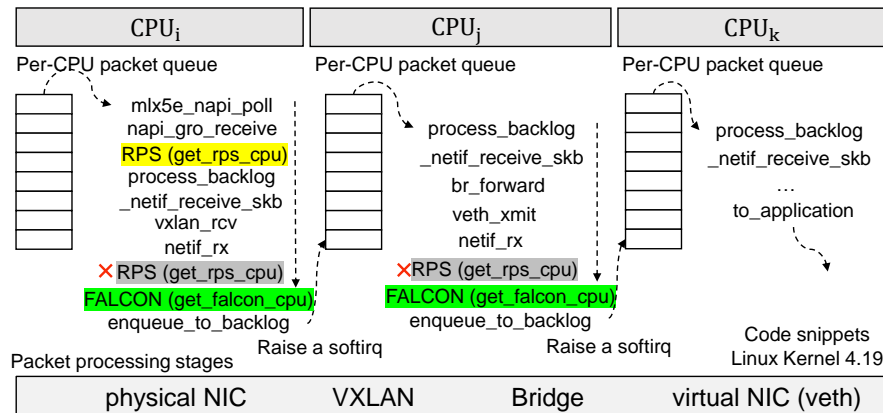 CPUi
CPUj
CPUk
Per-CPU packet queue
Per-CPU packet queue
Per-CPU packet queue
mlx5e_napi_poll
napi_gro_receive
RPS (get_rps_cpu)
process_backlog
_netif_receive_skb
vxlan_rcv
netif_rx
RPS (get_rps_cpu)
FALCON (get_falcon_cpu)
enqueue_to_backlog
Raise a softirq
process_backlog
_netif_receive_skb
br_forward
veth_xmit
netif_rx
RPS (get_rps_cpu)
FALCON (get_falcon_cpu)
enqueue_to_backlog
Raise a softirq
process_backlog
_netif_receive_skb
…
to_application
Code snippets
Linux Kernel 4.19
Packet processing stages
physical NIC VXLAN Bridge virtual NIC (veth)